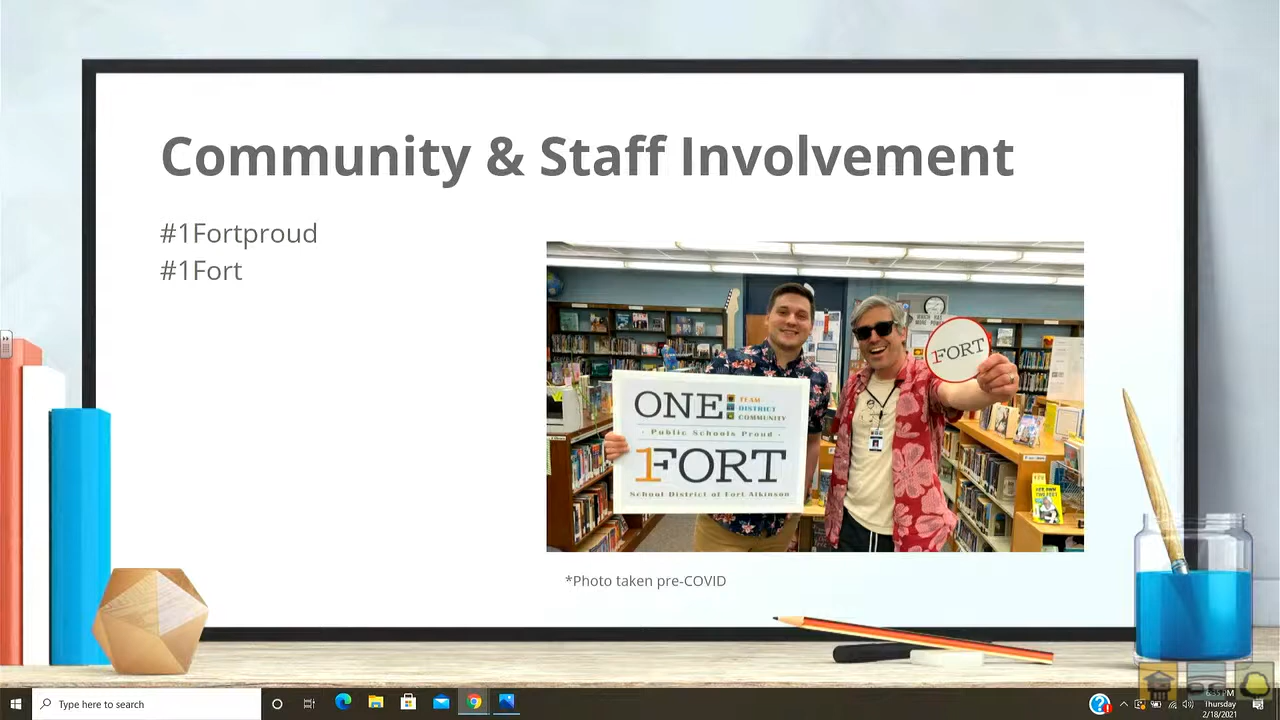 Community & Staff Involvement
#1Fortproud
#1Fort
FORT
ONE TEAM DISTRICT COMMUNITY
· Public Schools Proud ·
1FORT
School District of Fort Atkinson
*Photo taken pre-COVID
Type here to search
Thursday
2/18/2021